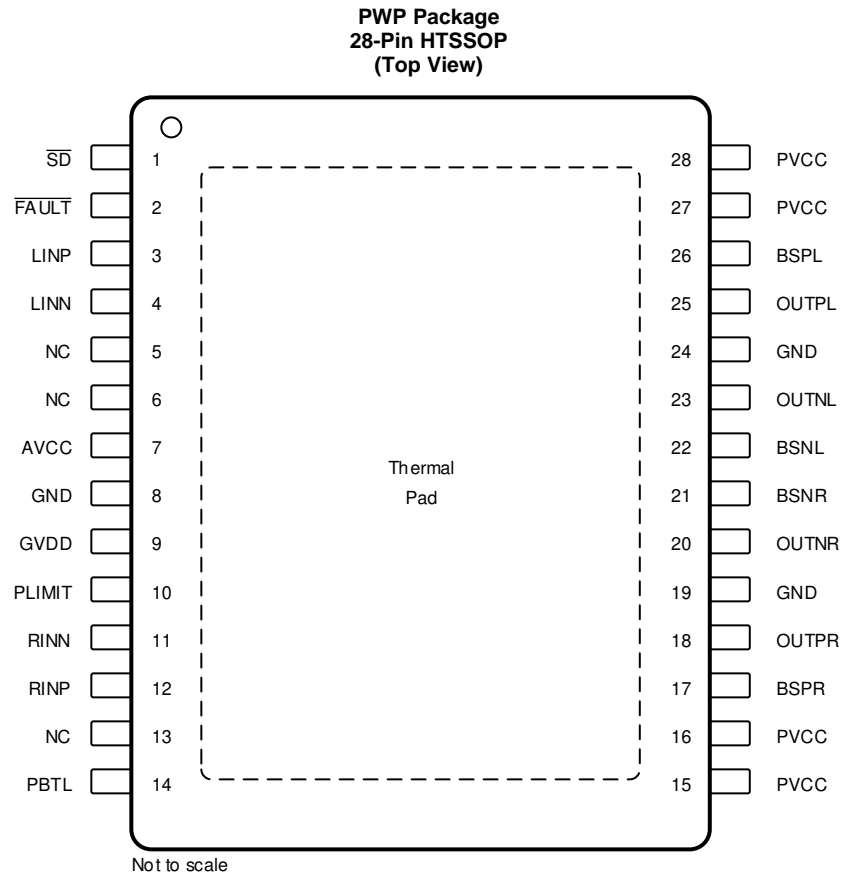 PWP Package
28-Pin HTSSOP
(Top View)
SD 1 28 PVCC
FAULT 2 27 PVCC
LINP 3 26 BSPL
LINN 4 25 OUTPL
NC 5 24 GND
NC 6 23 OUTNL
AVCC 7 22 BSNL
Thermal
Pad
GND 8 21 BSNR
GVDD 9 20 OUTNR
PLIMIT 10 19 GND
RINN 11 18 OUTPR
RINP 12 17 BSPR
NC 13 16 PVCC
PBTL 14 15 PVCC
Not to scale